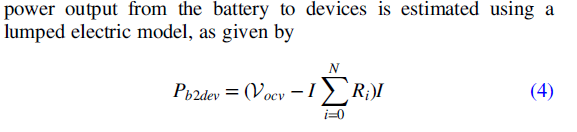 power output from the battery to devices is estimated using a
lumped electric model, as given by
P_{b2dev} = (V_{ocv} − I \sum_{i=0}^{N} R_i)I (4)